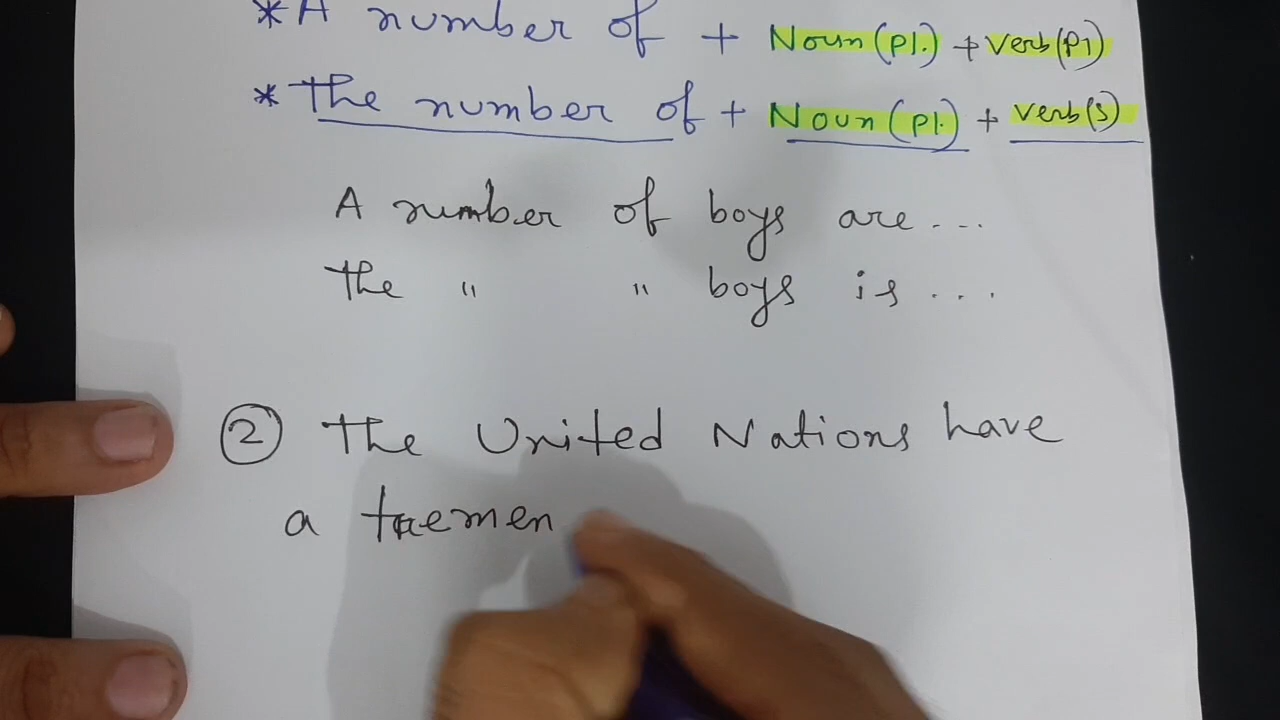 *A number of + Noun(pl.) + verb(pl)
*The number of + Noun(pl.) + verb(s)
A number of boys are...
the " " boys is...
② The United Nations have
a tremen